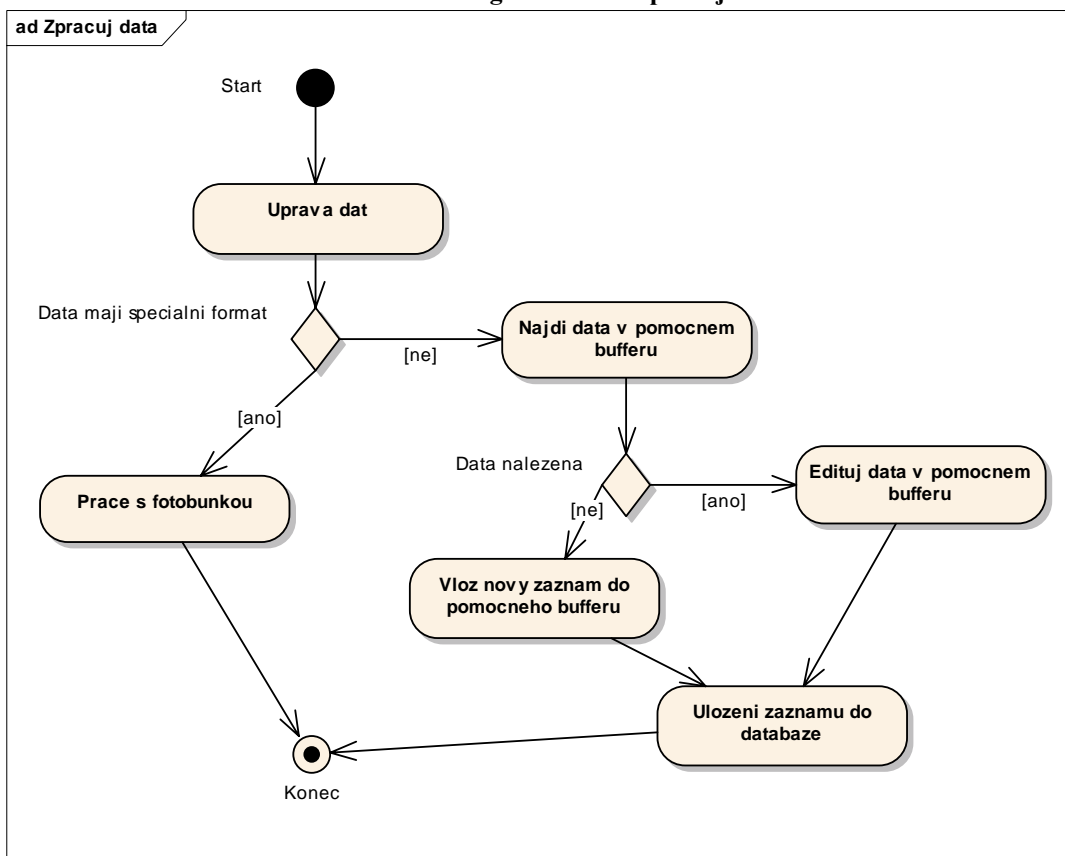 ad Zpracuj data
Start
Uprava dat
Data maji specialni format
[ne]
Najdi data v pomocnem
bufferu
[ano]
Prace s fotobunkou
Data nalezena
[ne]
[ano]
Edituj data v pomocnem
bufferu
Vloz novy zaznam do
pomocneho bufferu
Ulozeni zaznamu do
databaze
Konec